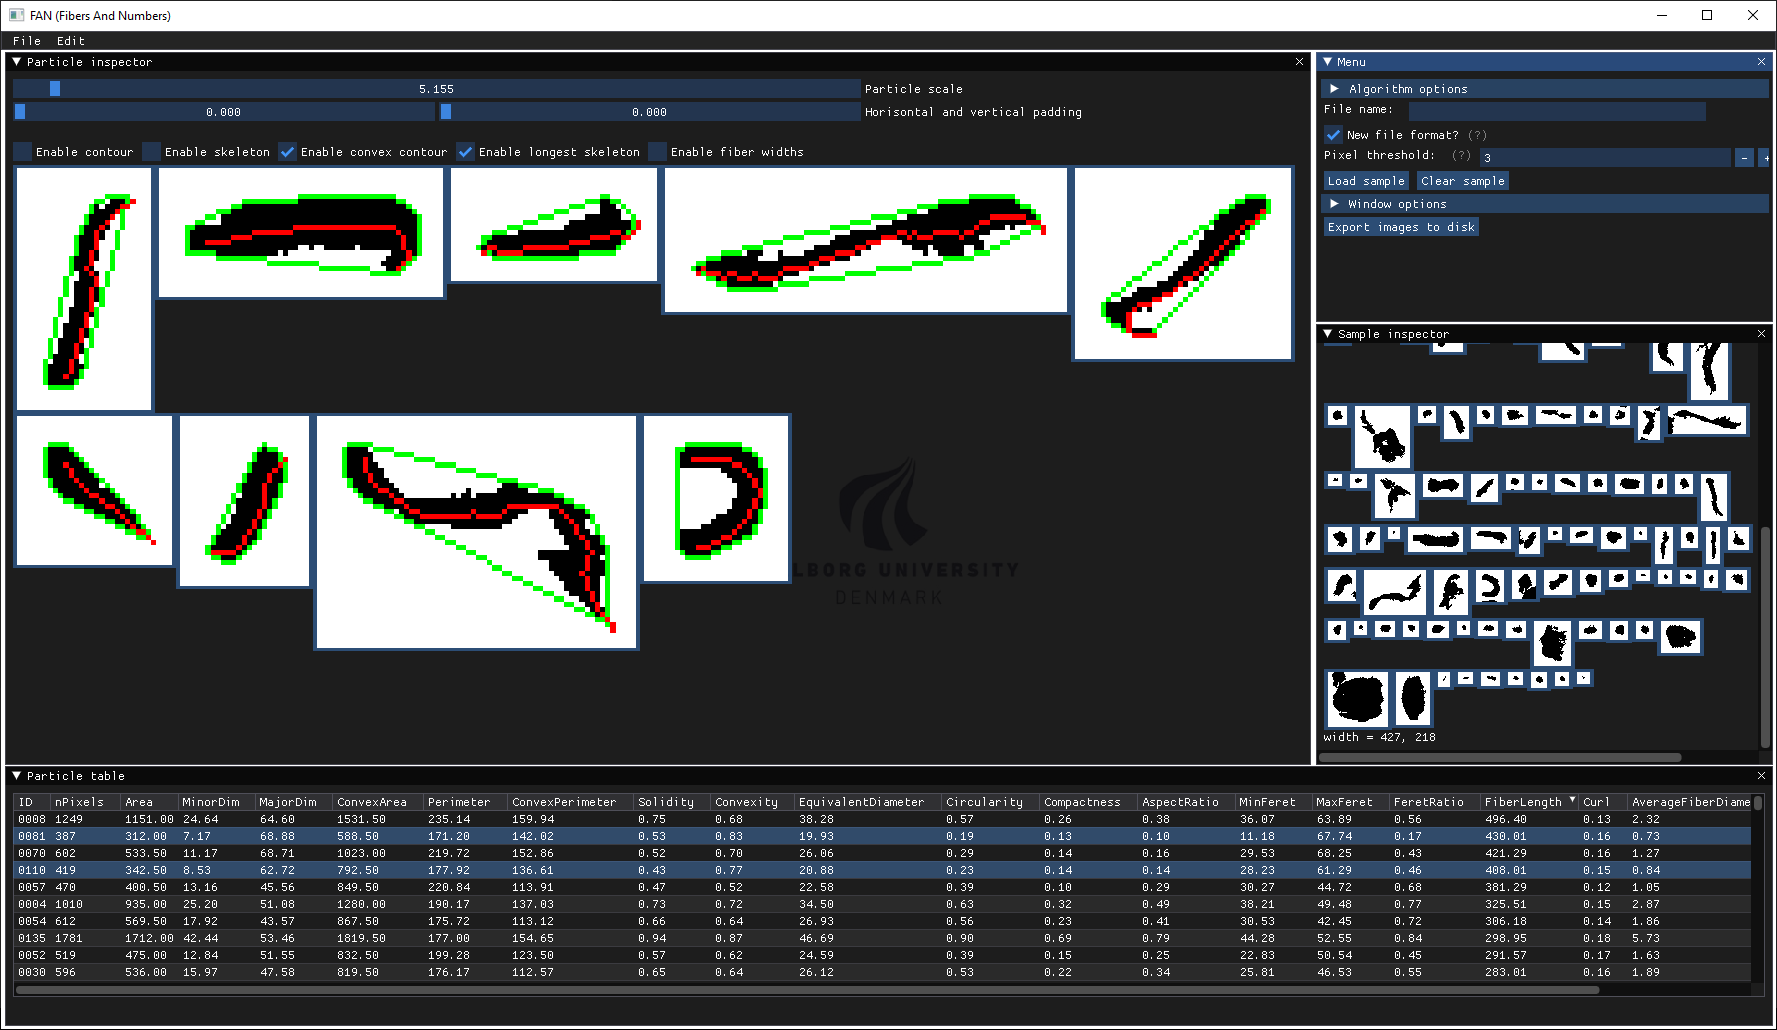 FAN (Fibers And Numbers)
File Edit
Particle inspector
5.155 Particle scale
0.000 0.000 Horisontal and vertical padding
Enable contour Enable skeleton Enable convex contour Enable longest skeleton Enable fiber widths
LBORG UNIVERSITY
DENMARK
Menu
Algorithm options
File name:
New file format? (?)
Pixel threshold: (?) 3 - +
Load sample Clear sample
Window options
Export images to disk
Sample inspector
width = 427, 218
Particle table
ID nPixels Area MinorDim MajorDim ConvexArea Perimeter ConvexPerimeter Solidity Convexity EquivalentDiameter Circularity Compactness AspectRatio MinFeret MaxFeret FeretRatio FiberLength Curl AverageFiberDiame
0008 1249 1151.00 24.64 64.60 1531.50 235.14 159.94 0.75 0.68 38.28 0.57 0.26 0.38 36.07 63.89 0.56 496.40 0.13 2.32
0081 387 312.00 7.17 68.88 588.50 171.20 142.02 0.53 0.83 19.93 0.19 0.13 0.10 11.18 67.74 0.17 430.01 0.16 0.73
0070 602 533.50 11.17 68.71 1023.00 219.72 152.86 0.52 0.70 26.06 0.29 0.14 0.16 29.53 68.25 0.43 421.29 0.16 1.27
0110 419 342.50 8.53 62.72 792.50 177.92 136.61 0.43 0.77 20.88 0.23 0.14 0.14 28.23 61.29 0.46 408.01 0.15 0.84
0057 470 400.50 13.16 45.56 849.50 220.84 113.91 0.47 0.52 22.58 0.39 0.10 0.29 30.27 44.72 0.68 381.29 0.12 1.05
0004 1010 935.00 25.20 51.08 1280.00 190.17 137.03 0.73 0.72 34.50 0.63 0.32 0.49 38.21 49.48 0.77 325.51 0.15 2.87
0054 612 569.50 17.92 43.57 867.50 175.72 113.12 0.66 0.64 26.93 0.56 0.23 0.41 30.53 42.45 0.72 306.18 0.14 1.86
0135 1781 1712.00 42.44 53.46 1819.50 177.00 154.65 0.94 0.87 46.69 0.90 0.69 0.79 44.28 52.55 0.84 298.95 0.18 5.73
0052 519 475.00 12.84 51.55 832.50 199.28 123.50 0.57 0.62 24.59 0.39 0.15 0.25 22.83 50.54 0.45 291.57 0.17 1.63
0030 596 536.00 15.97 47.58 819.50 176.17 112.57 0.65 0.64 26.12 0.53 0.22 0.34 25.81 46.53 0.55 283.01 0.16 1.89